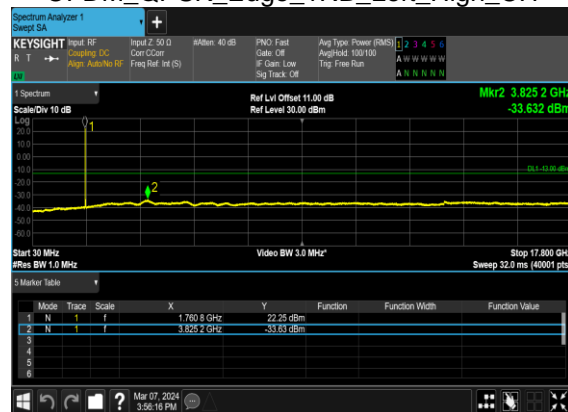 Spectrum Analyzer 1
Swept SA
+
KEYSIGHT Input: RF Input Z: 50 Ω #Atten: 40 dB PNO: Fast Avg Type: Power (RMS) 1 2 3 4 5 6
R T Coupling: DC Corr CCorr Gate: Off Avg|Hold: 100/100 A W W W W W
Align: Auto/No RF Freq Ref: Int (S) IF Gain: Low Trig: Free Run
LU Sig Track: Off A N N N N N
1 Spectrum Ref Lvl Offset 11.00 dB Mkr2 3.825 2 GHz
Scale/Div 10 dB Ref Level 30.00 dBm -33.632 dBm
Log
20.0
10.0
0.00
-10.0
-20.0
-30.0
-40.0
-50.0
-60.0
1
2
DL1 -13.00 dBm
Start 30 MHz Video BW 3.0 MHz* Stop 17.800 GHz
#Res BW 1.0 MHz Sweep 32.0 ms (40001 pts)
5 Marker Table
Mode Trace Scale X Y Function Function Width Function Value
1 N 1 f 1.760 8 GHz 22.25 dBm
2 N 1 f 3.825 2 GHz -33.63 dBm
3
4
5
6
? Mar 07, 2024
3:56:16 PM